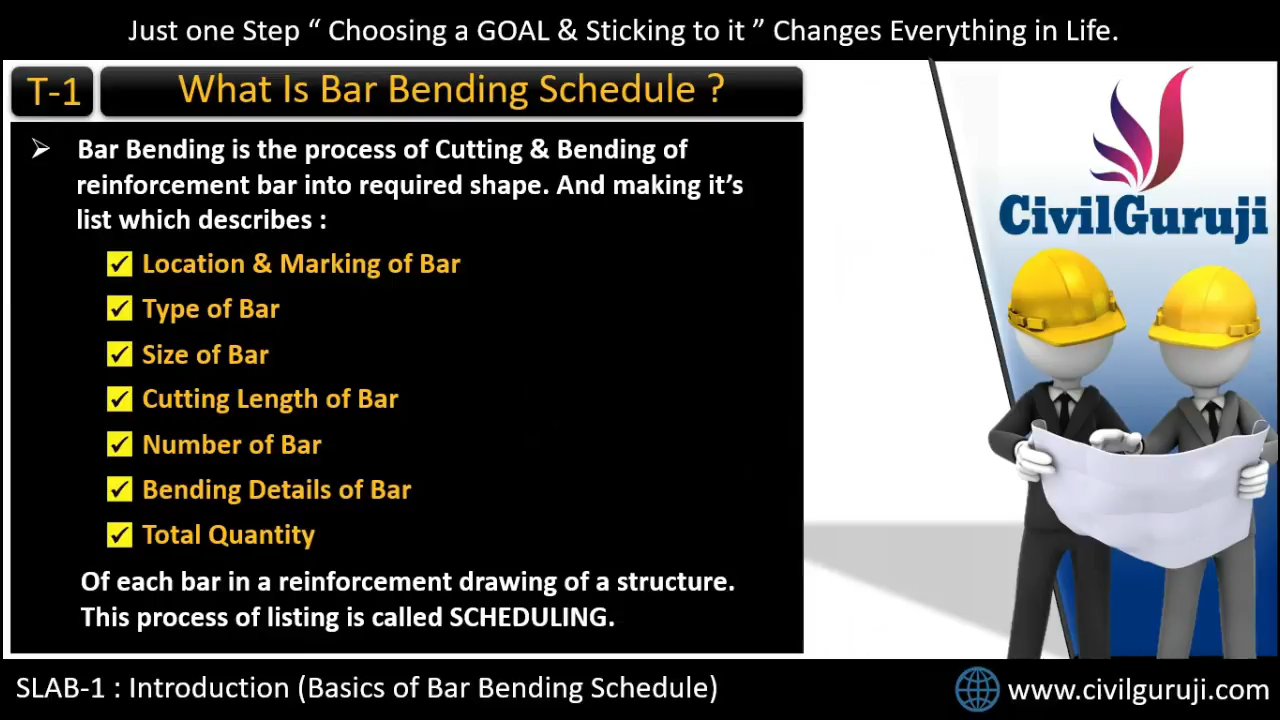 Just one Step “ Choosing a GOAL & Sticking to it ” Changes Everything in Life.
T-1
What Is Bar Bending Schedule ?
Bar Bending is the process of Cutting & Bending of
reinforcement bar into required shape. And making it’s
list which describes :
Location & Marking of Bar
Type of Bar
Size of Bar
Cutting Length of Bar
Number of Bar
Bending Details of Bar
Total Quantity
Of each bar in a reinforcement drawing of a structure.
This process of listing is called SCHEDULING.
CivilGuruji
SLAB-1 : Introduction (Basics of Bar Bending Schedule)
www.civilguruji.com